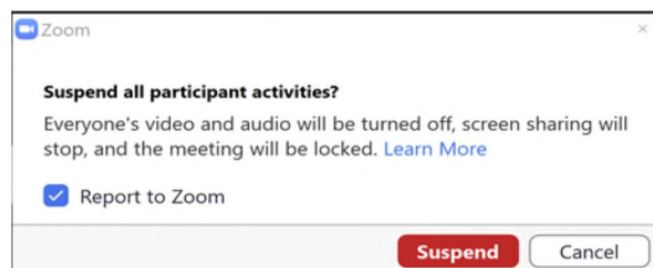 Zoom
Suspend all participant activities?
Everyone's video and audio will be turned off, screen sharing will
stop, and the meeting will be locked. Learn More
Report to Zoom
Suspend Cancel